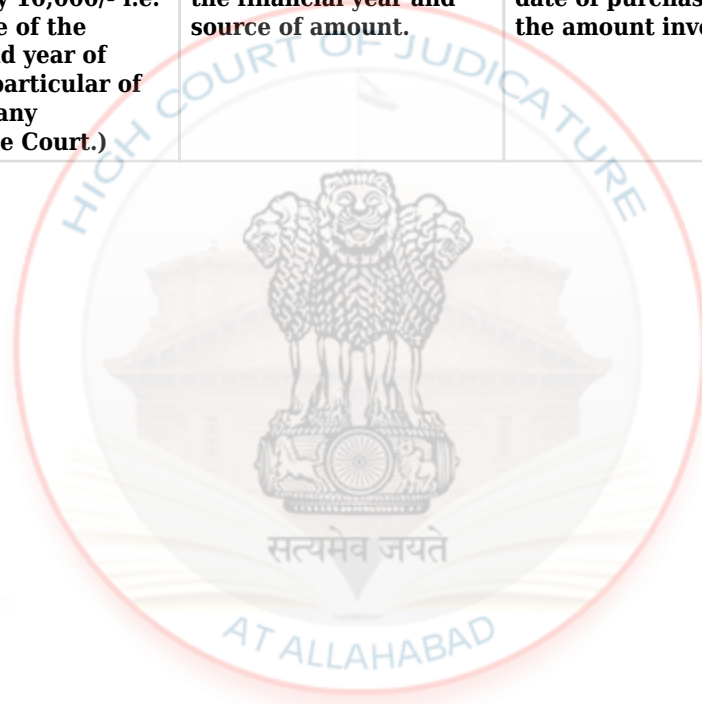 y 10,000/- i.e.
e of the
d year of
particular of
any
e Court.)
the financial year and
source of amount.
date of purchas
the amount inv
HIGH COURT OF JUDICATURE
सत्यमेव जयते
AT ALLAHABAD